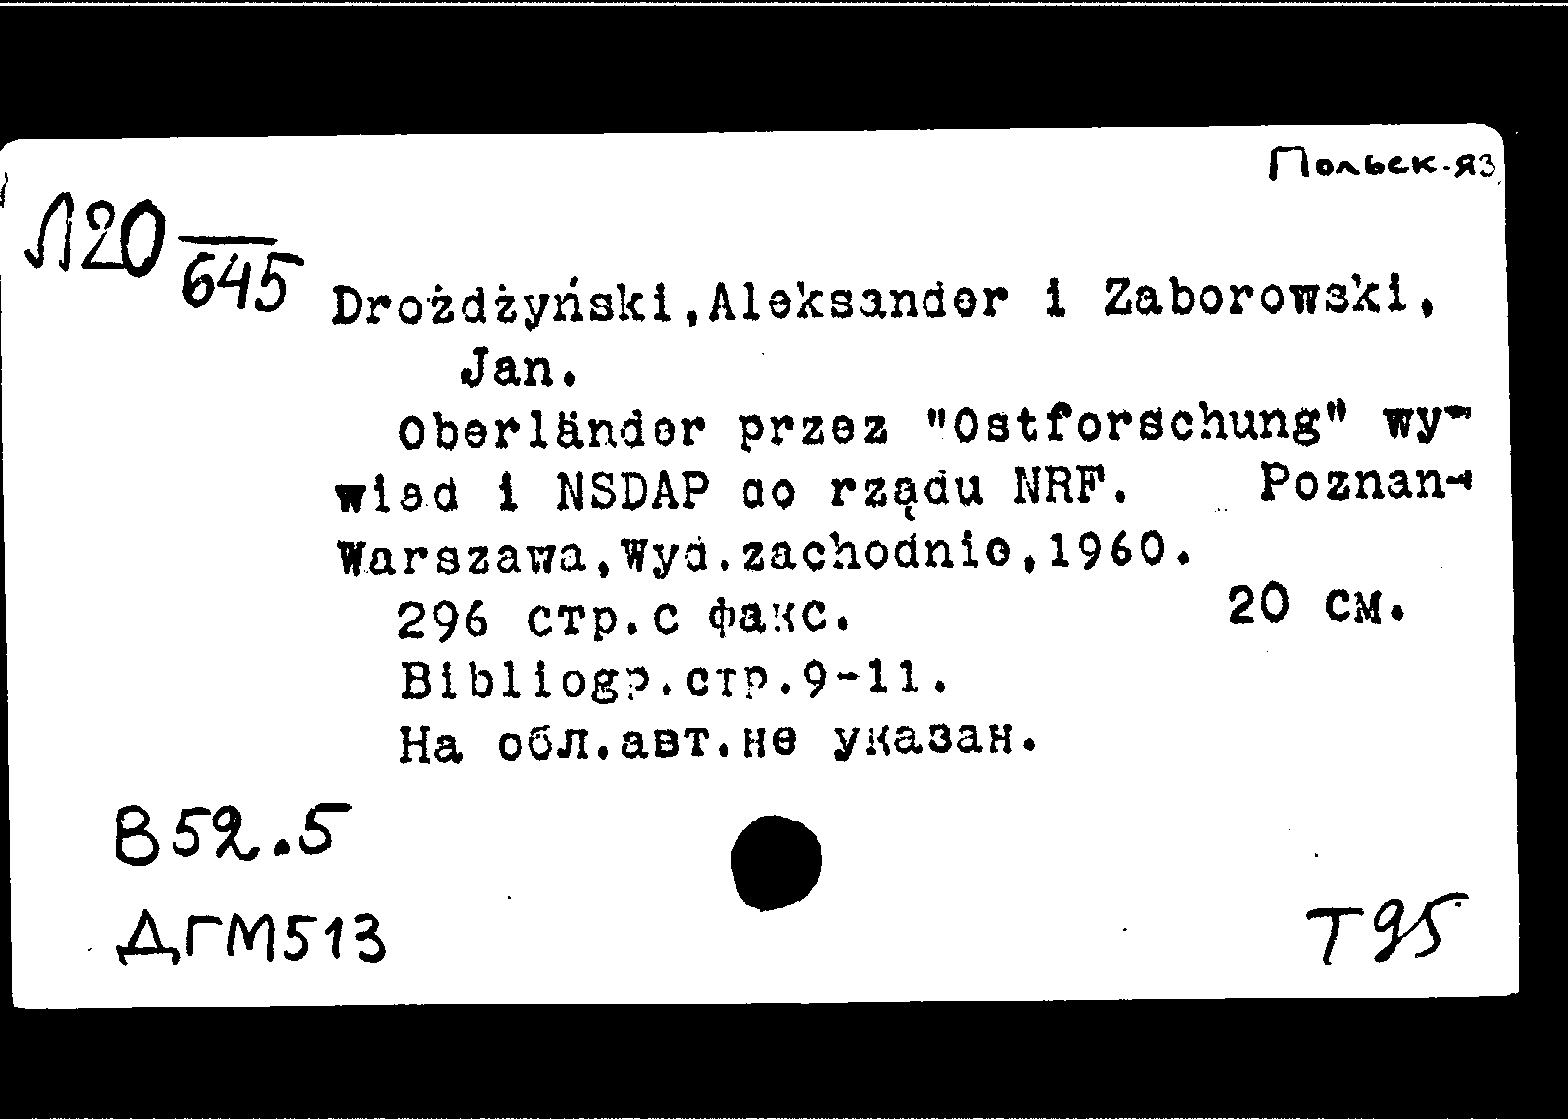 Польск.яз
Л20
645
Drożdżyński,Aleksander i Zaborowski,
Jan.
Oberländer przez "Ostforschung" wy-
wiad i NSDAP do rządu NRF. Poznan-
Warszawa,Wyd.zachodnie,1960.
296 стр.с факс. 20 см.
Bibliogр.стр.9-11.
На обл.авт.не указан.
В52.5
ДГМ513
Т95